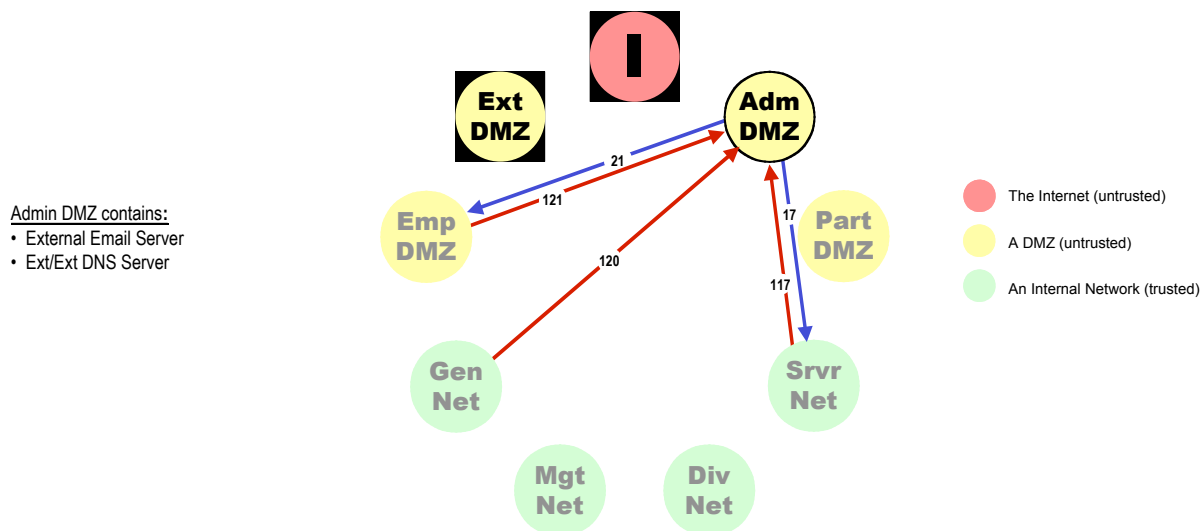 I
Ext
DMZ
Adm
DMZ
21
121
Emp
DMZ
17
Part
DMZ
120
117
Gen
Net
Srvr
Net
Mgt
Net
Div
Net
Admin DMZ contains:
• External Email Server
• Ext/Ext DNS Server
The Internet (untrusted)
A DMZ (untrusted)
An Internal Network (trusted)